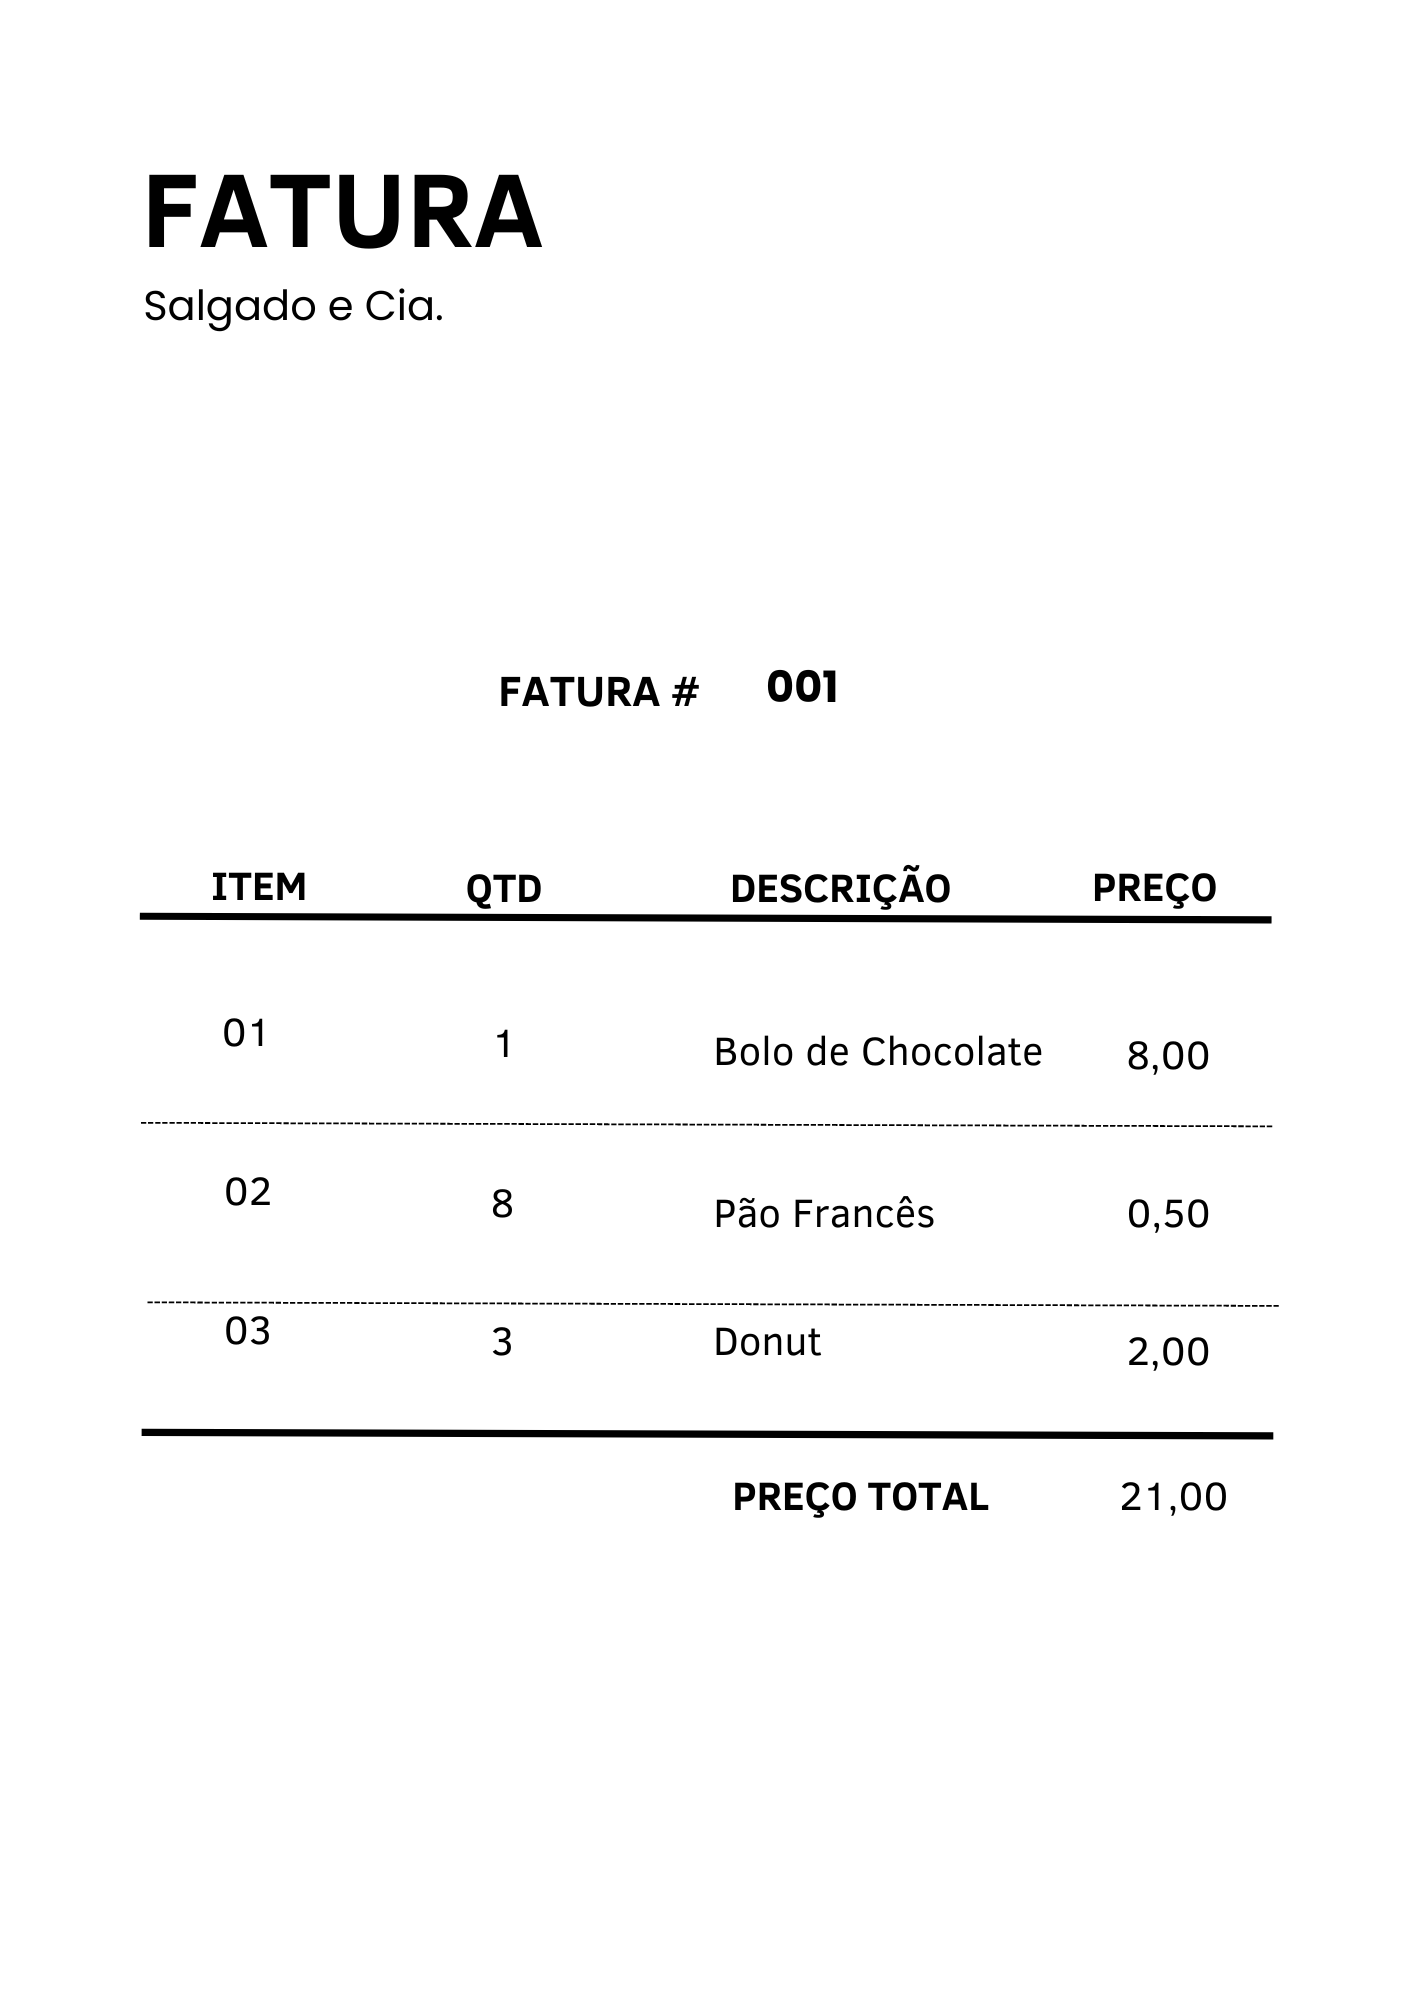 FATURA
Salgado e Cia.
FATURA # 001
ITEM QTD DESCRIÇÃO PREÇO
01 1 Bolo de Chocolate 8,00
02 8 Pão Francês 0,50
03 3 Donut 2,00
PREÇO TOTAL 21,00